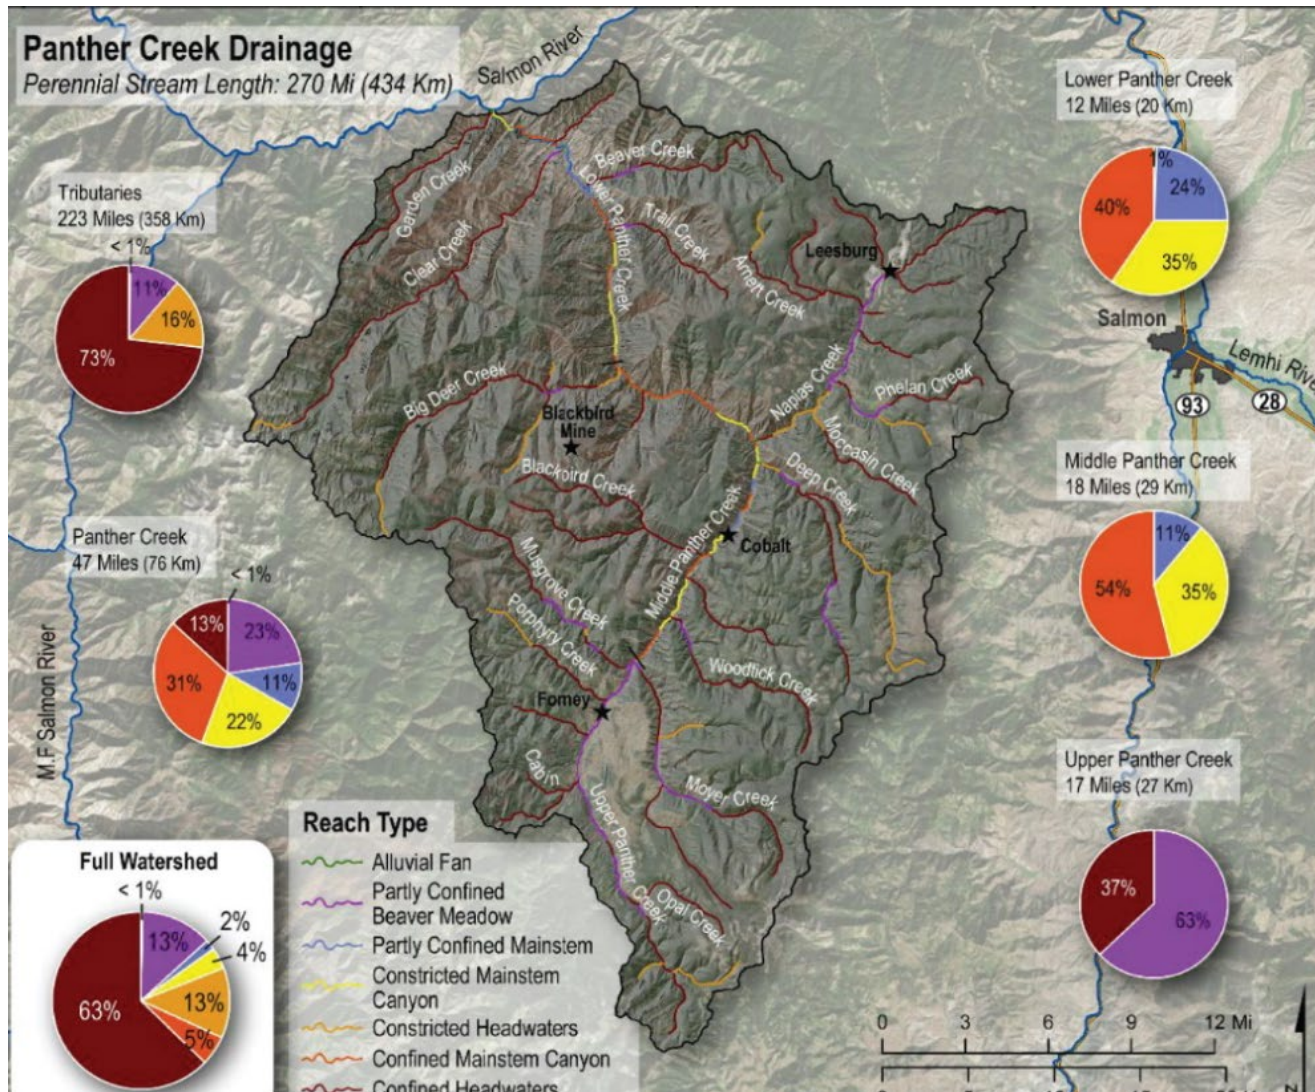 Panther Creek Drainage
Perennial Stream Length: 270 Mi (434 Km)
Salmon River
Lower Panther Creek
12 Miles (20 Km)
1%
24%
40%
35%
Tributaries
223 Miles (358 Km)
< 1%
11%
16%
73%
Garden Creek
Clear Creek
Beaver Creek
Lower Panther Creek
Trail Creek
Arnett Creek
Leesburg
Salmon
Lemhi Rive
93
28
Big Deer Creek
Blackbird
Mine
Blackbird Creek
Napias Creek
Phelan Creek
Moccasin Creek
Deep Creek
Middle Panther Creek
18 Miles (29 Km)
11%
54%
35%
Panther Creek
47 Miles (76 Km)
< 1%
13%
23%
31%
11%
22%
M.F Salmon River
Musgrove Creek
Porphyry Creek
Middle Panther Creek
Cobalt
Woodtick Creek
Forney
Cabin
Moyer Creek
Upper Panther Creek
Opal Creek
Upper Panther Creek
17 Miles (27 Km)
37%
63%
Full Watershed
< 1%
13%
2%
4%
63%
13%
5%
Reach Type
Alluvial Fan
Partly Confined
Beaver Meadow
Partly Confined Mainstem
Constricted Mainstem
Canyon
Constricted Headwaters
Confined Mainstem Canyon
Confined Headwaters
0 3 6 9 12 Mi